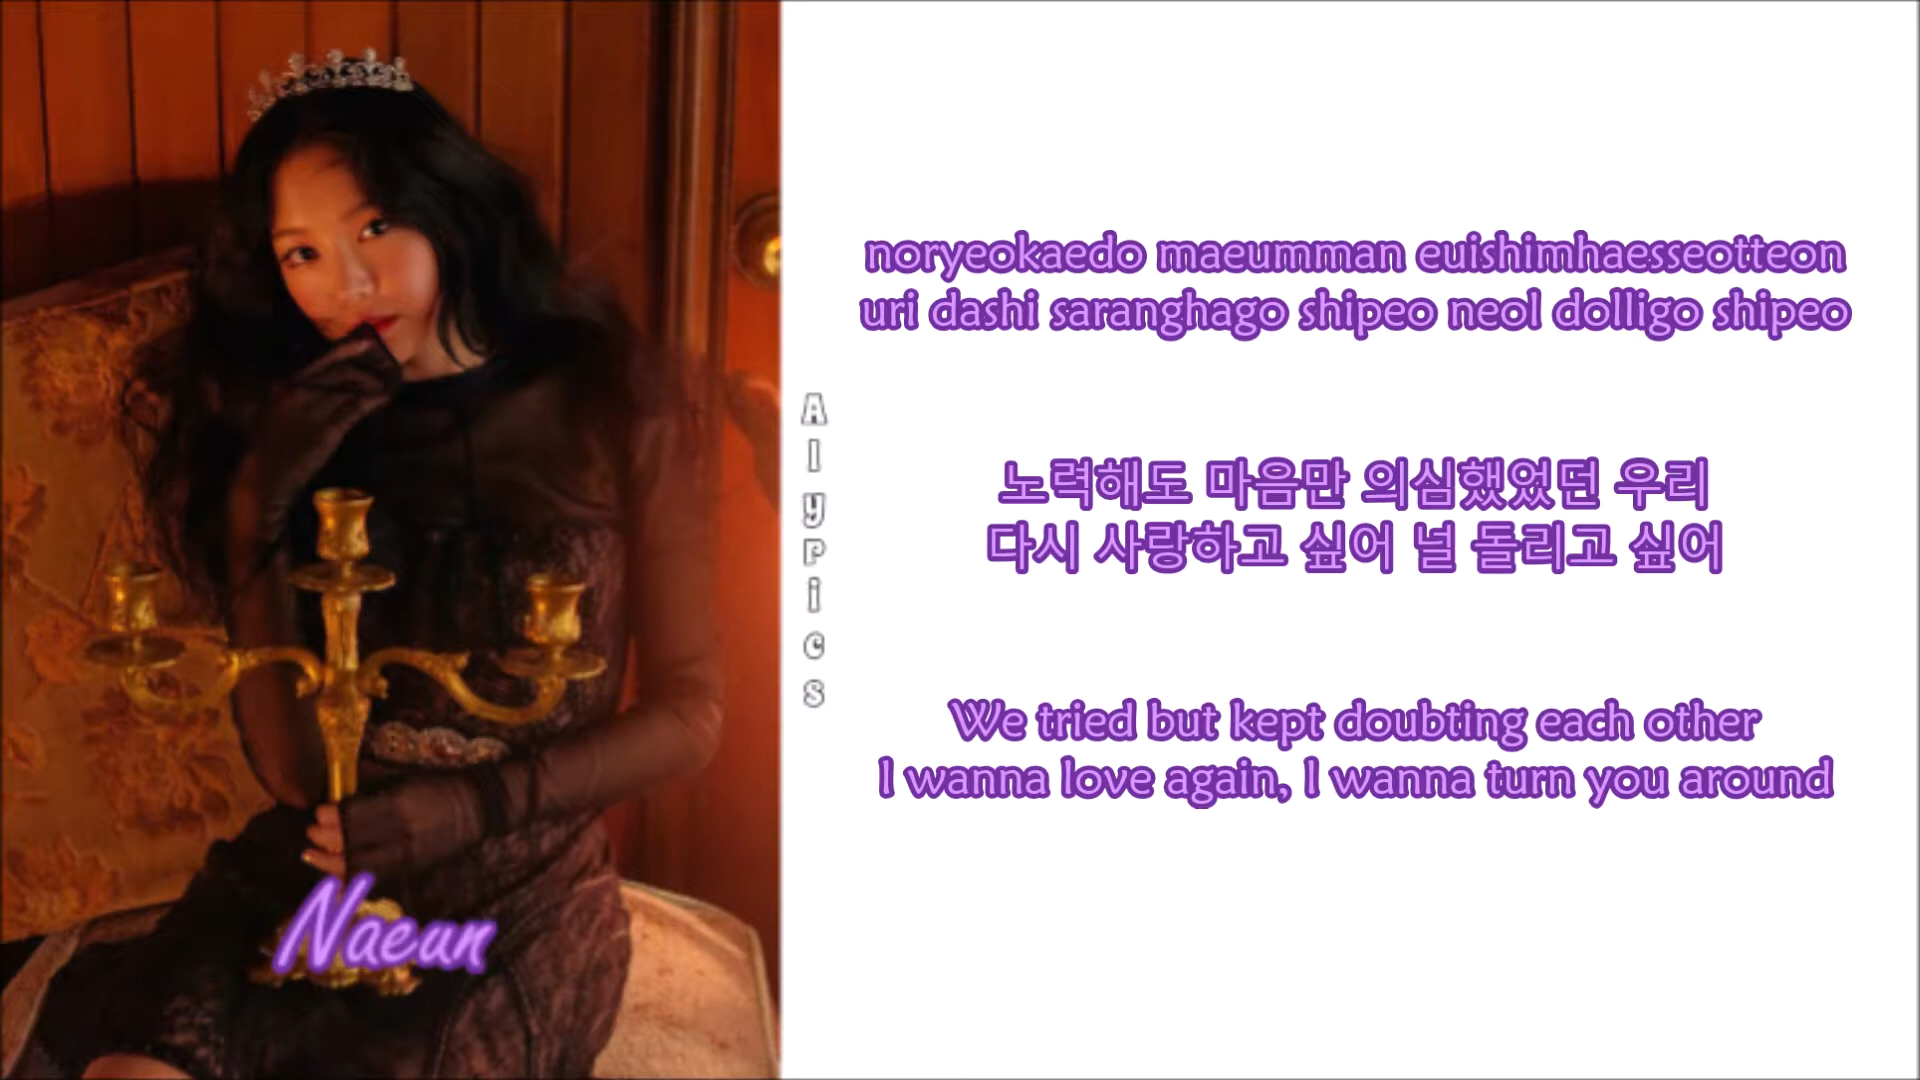 noryeokaedo maeumman euishimhaesseotteon
uri dashi saranghago shipeo neol dolligo shipeo
노력해도 마음만 의심했었던 우리
다시 사랑하고 싶어 널 돌리고 싶어
We tried but kept doubting each other
I wanna love again, I wanna turn you around
Naeun
AlyPics